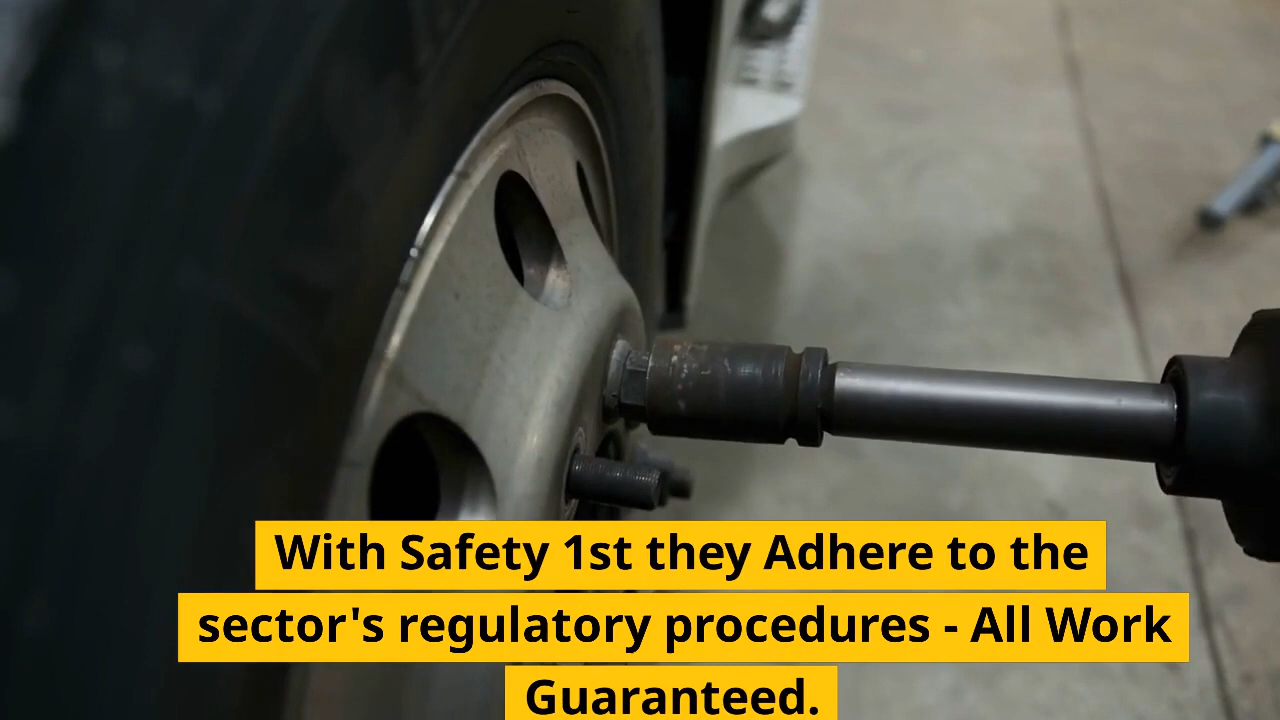 With Safety 1st they Adhere to the
sector's regulatory procedures - All Work
Guaranteed.